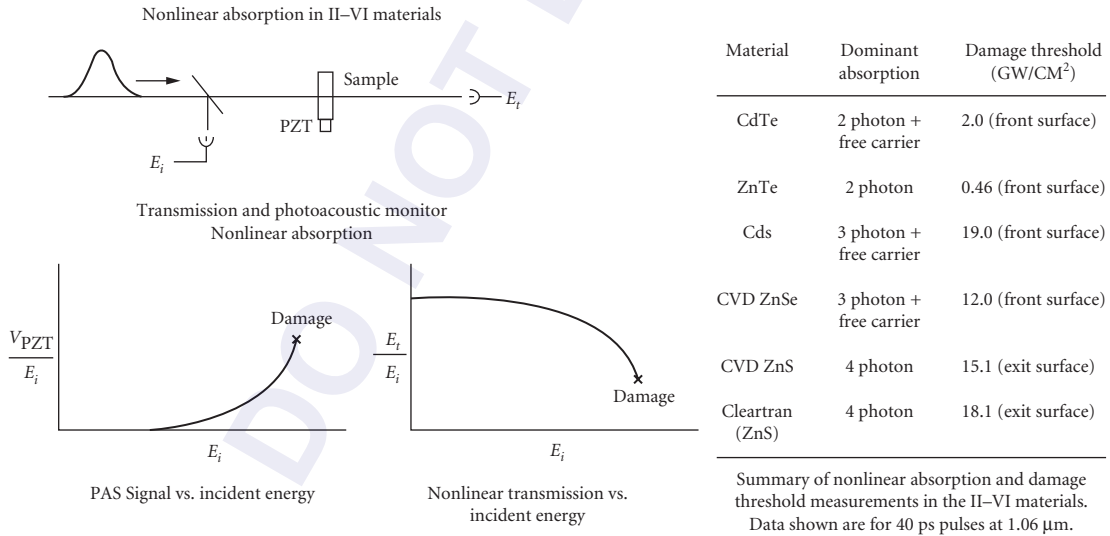 Nonlinear absorption in II–VI materials
Sample
PZT
E_t
E_i
Transmission and photoacoustic monitor
Nonlinear absorption
V_PZT
E_i
Damage
E_i
PAS Signal vs. incident energy
E_t
E_i
Damage
E_i
Nonlinear transmission vs.
incident energy
Material Dominant absorption Damage threshold (GW/CM²)
CdTe 2 photon + free carrier 2.0 (front surface)
ZnTe 2 photon 0.46 (front surface)
Cds 3 photon + free carrier 19.0 (front surface)
CVD ZnSe 3 photon + free carrier 12.0 (front surface)
CVD ZnS 4 photon 15.1 (exit surface)
Cleartran (ZnS) 4 photon 18.1 (exit surface)
Summary of nonlinear absorption and damage
threshold measurements in the II–VI materials.
Data shown are for 40 ps pulses at 1.06 µm.
DO NOT